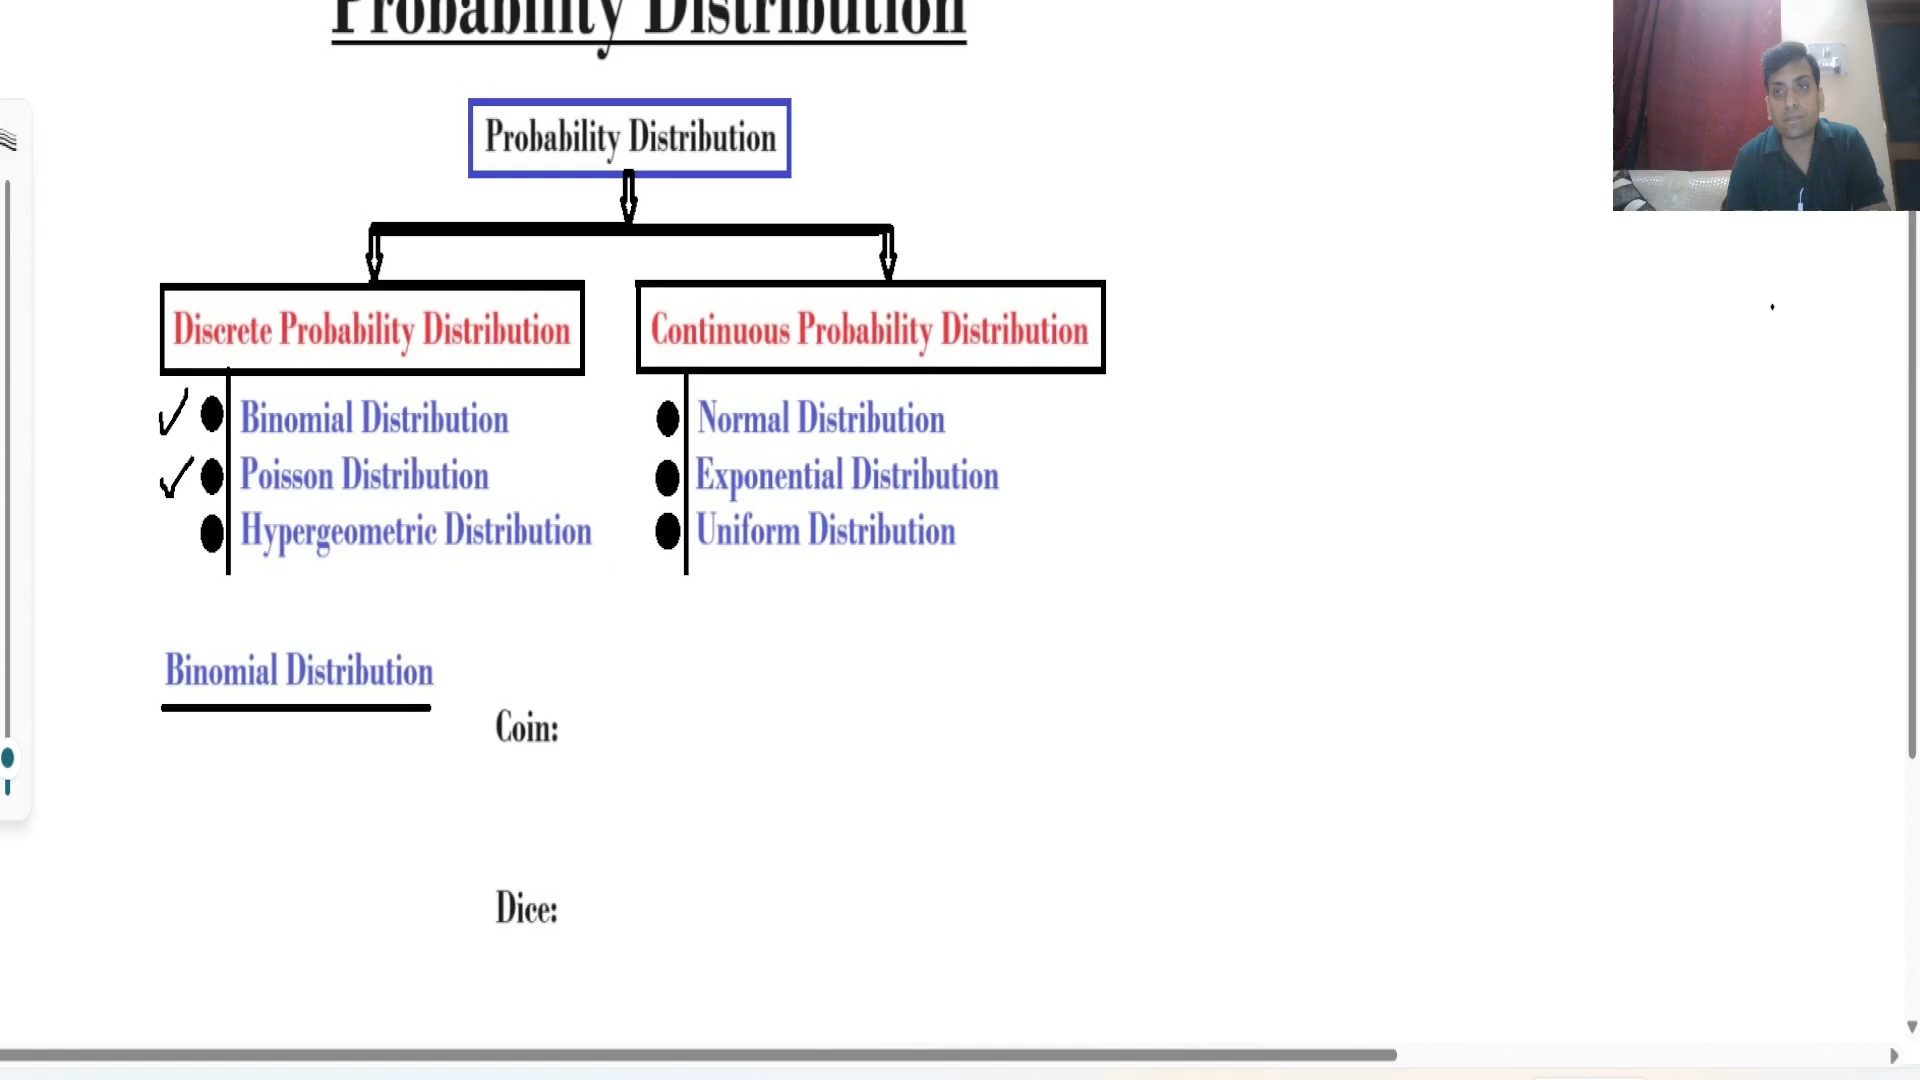 Probability Distribution
Probability Distribution
Discrete Probability Distribution
Continuous Probability Distribution
Binomial Distribution
Poisson Distribution
Hypergeometric Distribution
Normal Distribution
Exponential Distribution
Uniform Distribution
Binomial Distribution
Coin:
Dice: